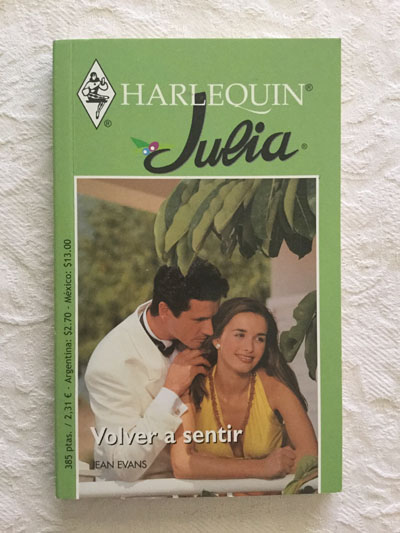 HARLEQUIN®
®
Julia®
385 ptas. / 2,31 € - Argentina: $2.70 - México: $13.00
Volver a sentir
JEAN EVANS